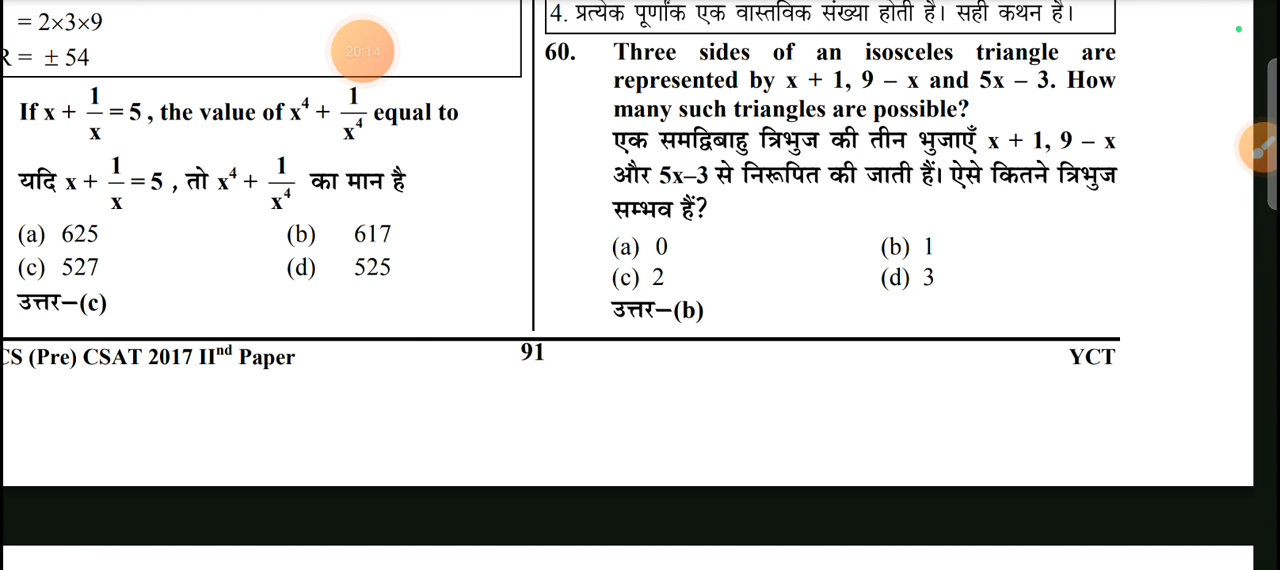 = 2×3×9
R = ± 54
20:14
If x + 1/x = 5, the value of x⁴ + 1/x⁴ equal to
यदि x + 1/x = 5, तो x⁴ + 1/x⁴ का मान है
(a) 625 (b) 617
(c) 527 (d) 525
उत्तर–(c)
4. प्रत्येक पूर्णांक एक वास्तविक संख्या होती है। सही कथन है।
60. Three sides of an isosceles triangle are
represented by x + 1, 9 – x and 5x – 3. How
many such triangles are possible?
एक समद्विबाहु त्रिभुज की तीन भुजाएँ x + 1, 9 – x
और 5x–3 से निरूपित की जाती हैं। ऐसे कितने त्रिभुज
सम्भव हैं?
(a) 0 (b) 1
(c) 2 (d) 3
उत्तर–(b)
CS (Pre) CSAT 2017 IInd Paper 91 YCT